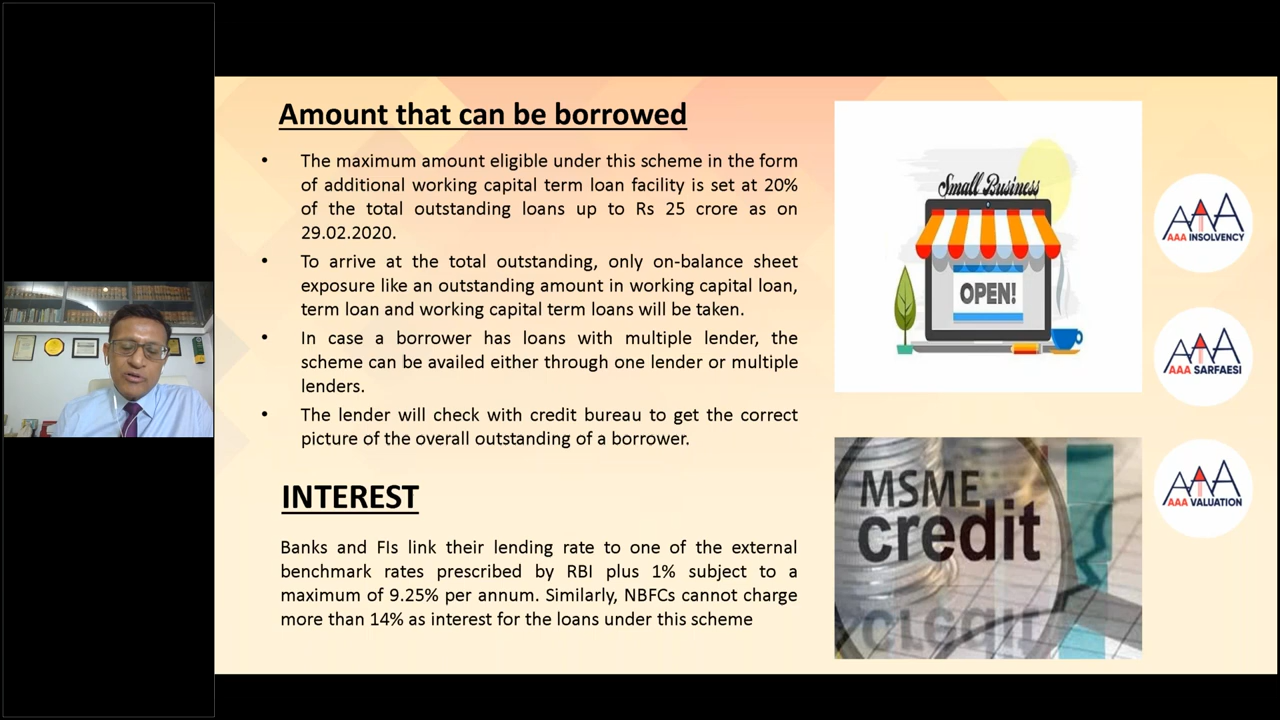 Amount that can be borrowed
• The maximum amount eligible under this scheme in the form
of additional working capital term loan facility is set at 20%
of the total outstanding loans up to Rs 25 crore as on
29.02.2020.
• To arrive at the total outstanding, only on-balance sheet
exposure like an outstanding amount in working capital loan,
term loan and working capital term loans will be taken.
• In case a borrower has loans with multiple lender, the
scheme can be availed either through one lender or multiple
lenders.
• The lender will check with credit bureau to get the correct
picture of the overall outstanding of a borrower.
INTEREST
Banks and FIs link their lending rate to one of the external
benchmark rates prescribed by RBI plus 1% subject to a
maximum of 9.25% per annum. Similarly, NBFCs cannot charge
more than 14% as interest for the loans under this scheme
Small Business
OPEN!
MSME
credit
AAA
AAA INSOLVENCY
AAA
AAA SARFAESI
AAA
AAA VALUATION